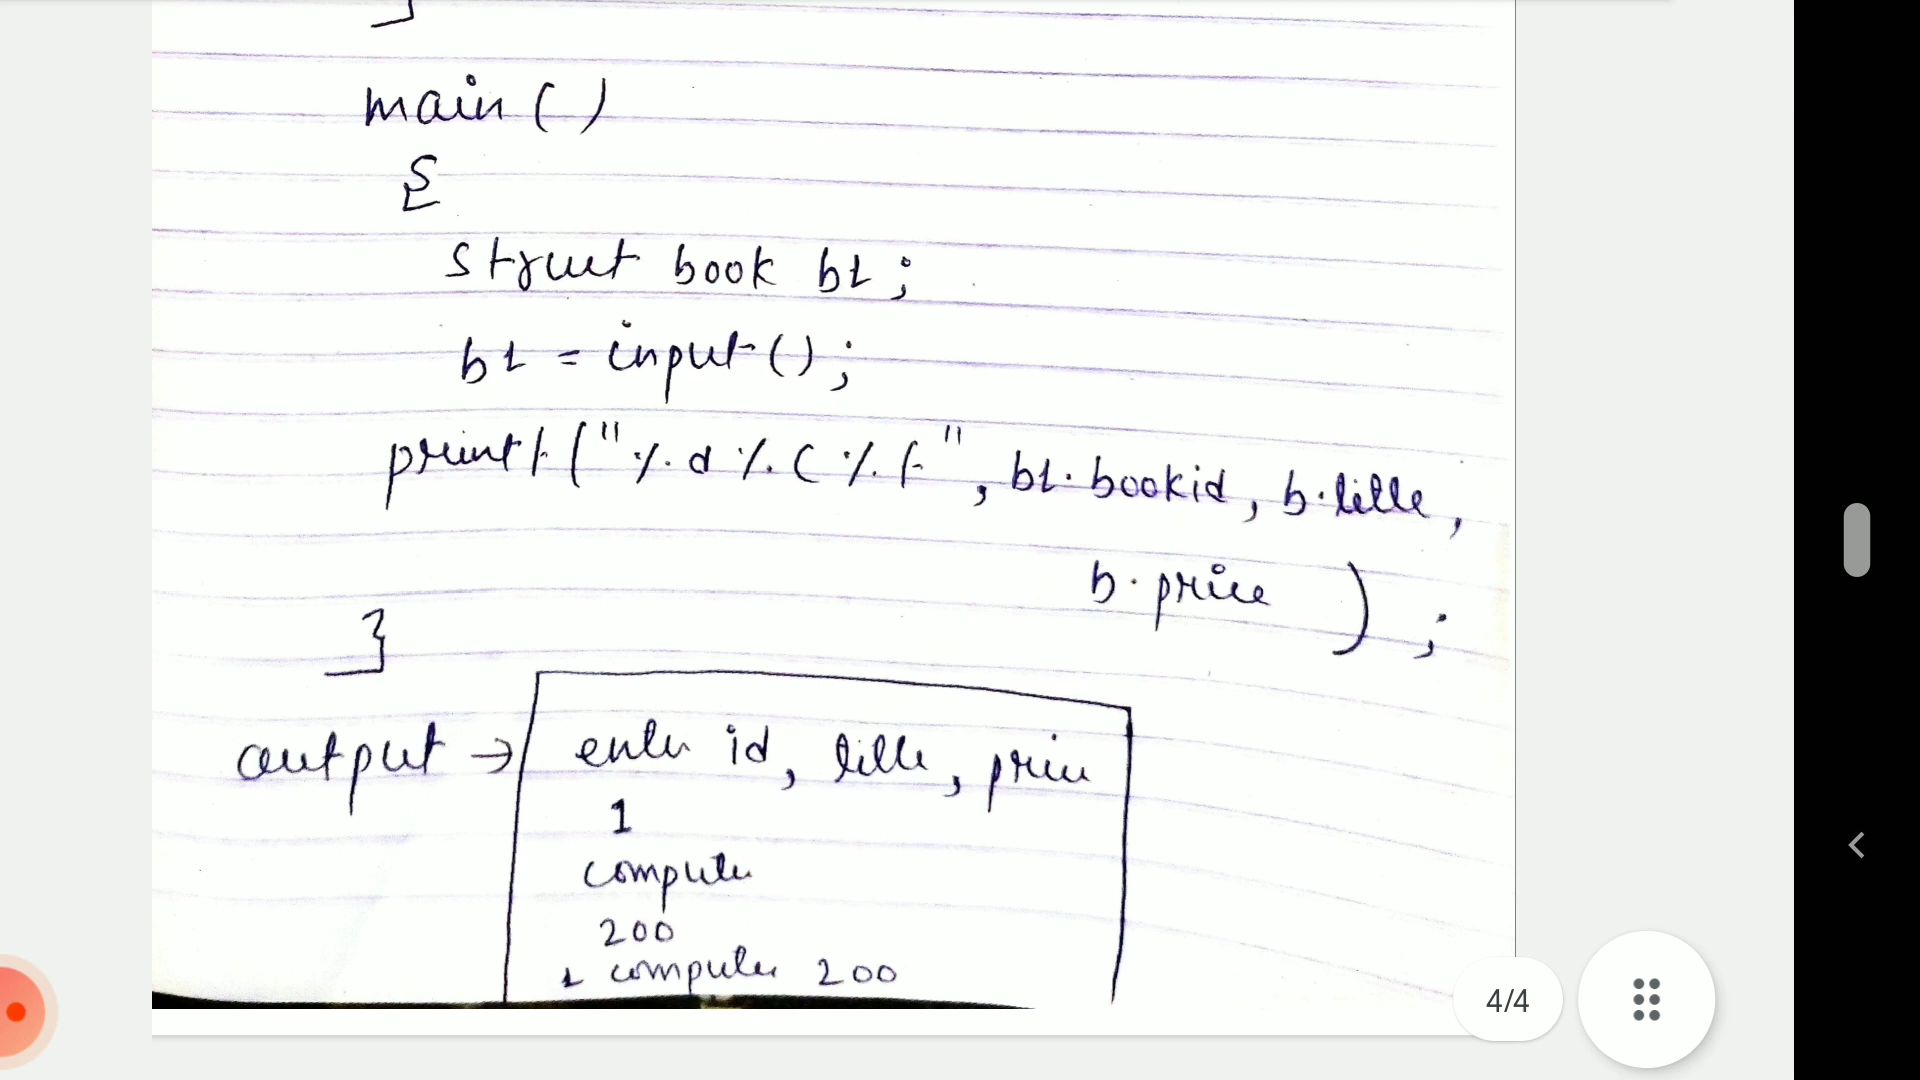 }
main ()
{
struct book b1 ;
b1 = input () ;
printf ("%d %c %f", b1.bookid, b.title,
b.price ) ;
}
output → enter id, title, price
1
computer
200
1 computer 200
4/4